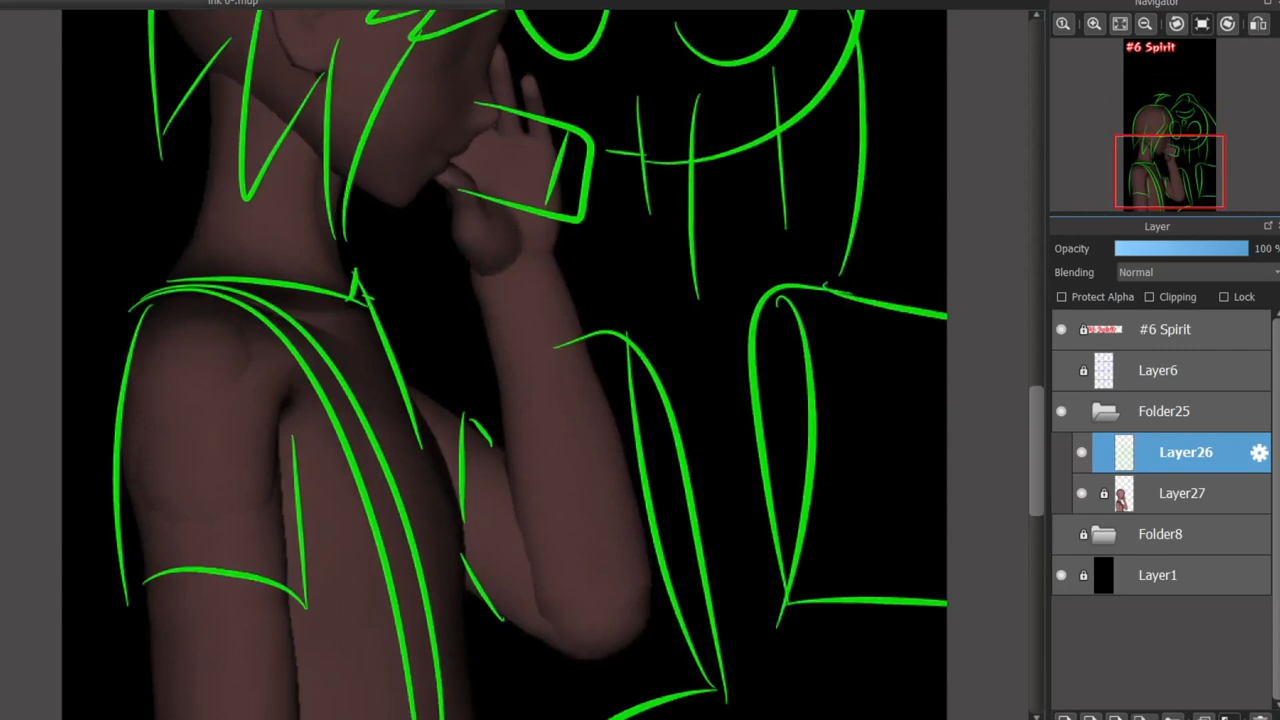 Navigator
#6 Spirit
Layer
Opacity 100 %
Blending Normal
Protect Alpha Clipping Lock
#6 Spirit
Layer6
Folder25
Layer26
Layer27
Folder8
Layer1